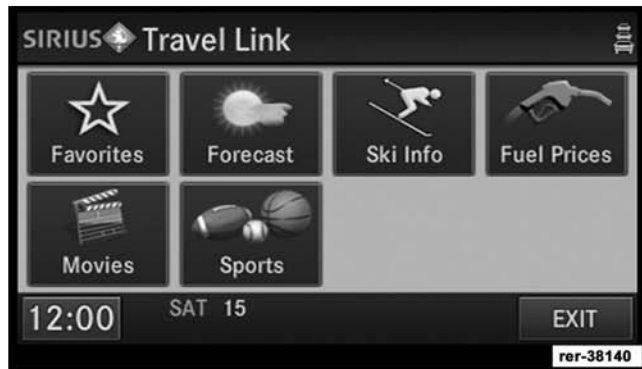 SIRIUS Travel Link
Favorites Forecast Ski Info Fuel Prices
Movies Sports
12:00 SAT 15 EXIT
rer-38140